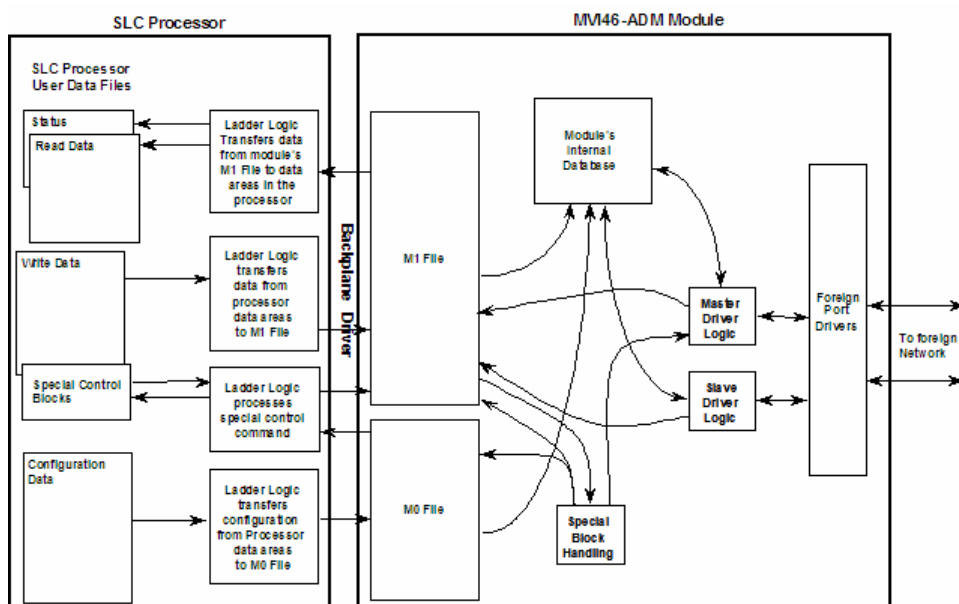 SLC Processor
MVI46-ADM Module
SLC Processor
User Data Files
Status
Read Data
Ladder Logic
Transfers data
from module's
M1 File to data
areas in the
processor
Write Data
Ladder Logic
transfers
data from
processor
data areas
to M1 File
Special Control
Blocks
Ladder Logic
processes
special control
command
Configuration
Data
Ladder Logic
transfers
configuration
from Processor
data areas
to M0 File
Backplane Driver
M1 File
M0 File
Module's
Internal
Database
Master
Driver
Logic
Slave
Driver
Logic
Special
Block
Handling
Foreign
Port
Drivers
To foreign
Network